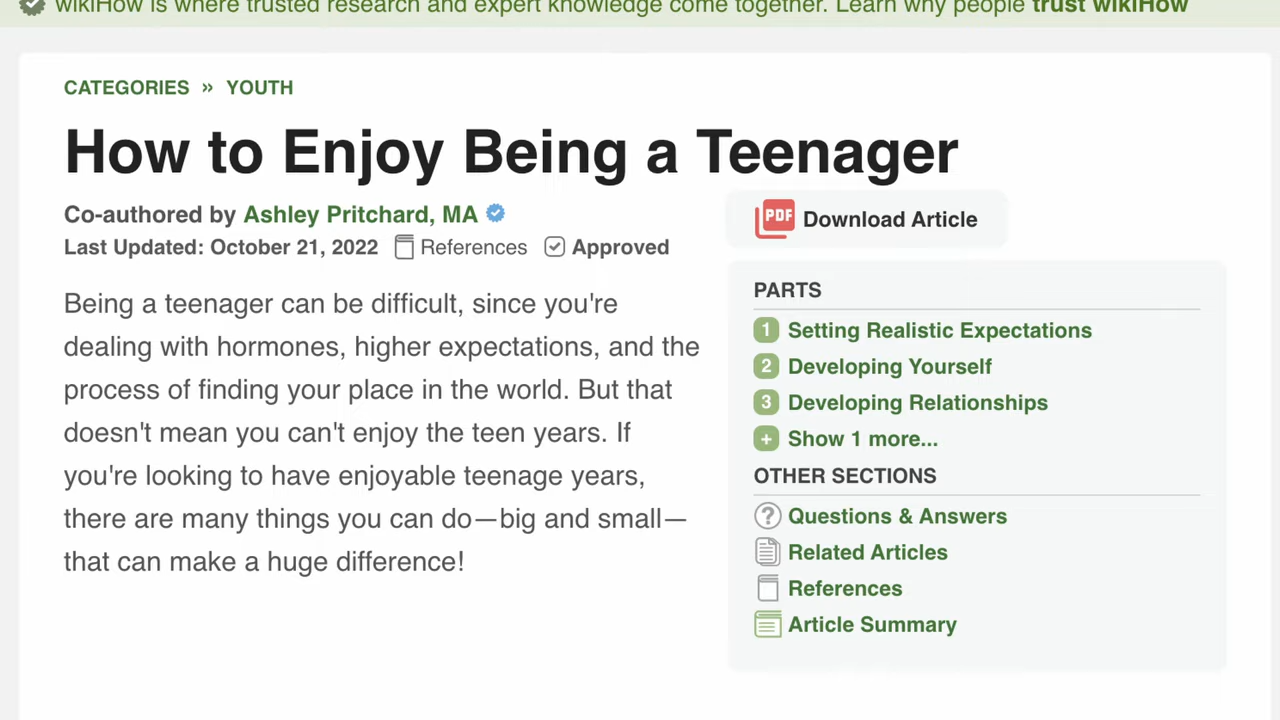 wikiHow is where trusted research and expert knowledge come together. Learn why people trust wikiHow
CATEGORIES » YOUTH
How to Enjoy Being a Teenager
Co-authored by Ashley Pritchard, MA
Last Updated: October 21, 2022 References Approved
Being a teenager can be difficult, since you're
dealing with hormones, higher expectations, and the
process of finding your place in the world. But that
doesn't mean you can't enjoy the teen years. If
you're looking to have enjoyable teenage years,
there are many things you can do—big and small—
that can make a huge difference!
PDF Download Article
PARTS
1 Setting Realistic Expectations
2 Developing Yourself
3 Developing Relationships
+ Show 1 more...
OTHER SECTIONS
? Questions & Answers
Related Articles
References
Article Summary